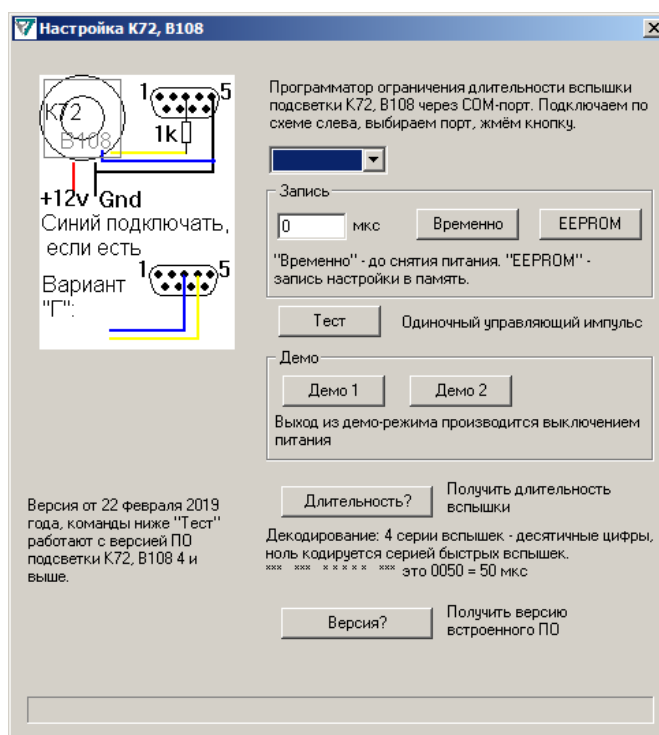 Настройка К72, В108
1 5
К72
В108
1k
+12v Gnd
Синий подключать,
если есть
Вариант
"Г":
1 5
Программатор ограничения длительности вспышки
подсветки К72, В108 через СОМ-порт. Подключаем по
схеме слева, выбираем порт, жмём кнопку.
Запись
0 мкс Временно EEPROM
"Временно" - до снятия питания. "EEPROM" -
запись настройки в память.
Тест Одиночный управляющий импульс
Демо
Демо 1 Демо 2
Выход из демо-режима производится выключением
питания
Версия от 22 февраля 2019
года, команды ниже "Тест"
работают с версией ПО
подсветки К72, В108 4 и
выше.
Длительность? Получить длительность
вспышки
Декодирование: 4 серии вспышек - десятичные цифры,
ноль кодируется серией быстрых вспышек.
××× ××× × × × × × ××× это 0050 = 50 мкс
Версия? Получить версию
встроенного ПО